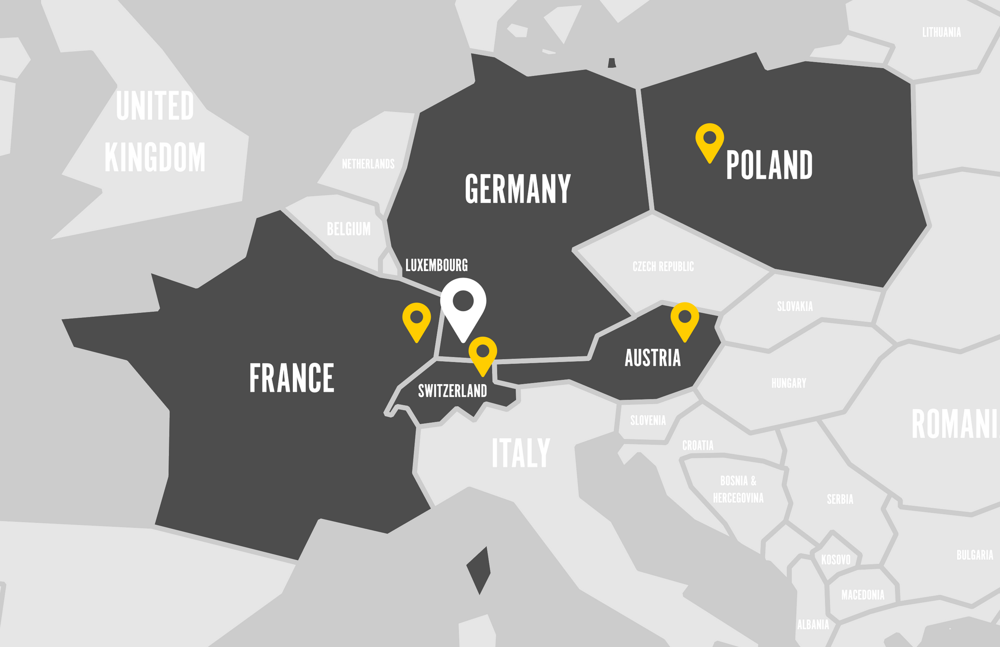 LITHUANIA
UNITED
KINGDOM
NETHERLANDS
POLAND
GERMANY
BELGIUM
LUXEMBOURG
CZECH REPUBLIC
SLOVAKIA
AUSTRIA
FRANCE
SWITZERLAND
HUNGARY
SLOVENIA
ROMANI
ITALY
CROATIA
BOSNIA &
HERCEGOVINA
SERBIA
BULGARIA
KOSOVO
MACEDONIA
ALBANIA